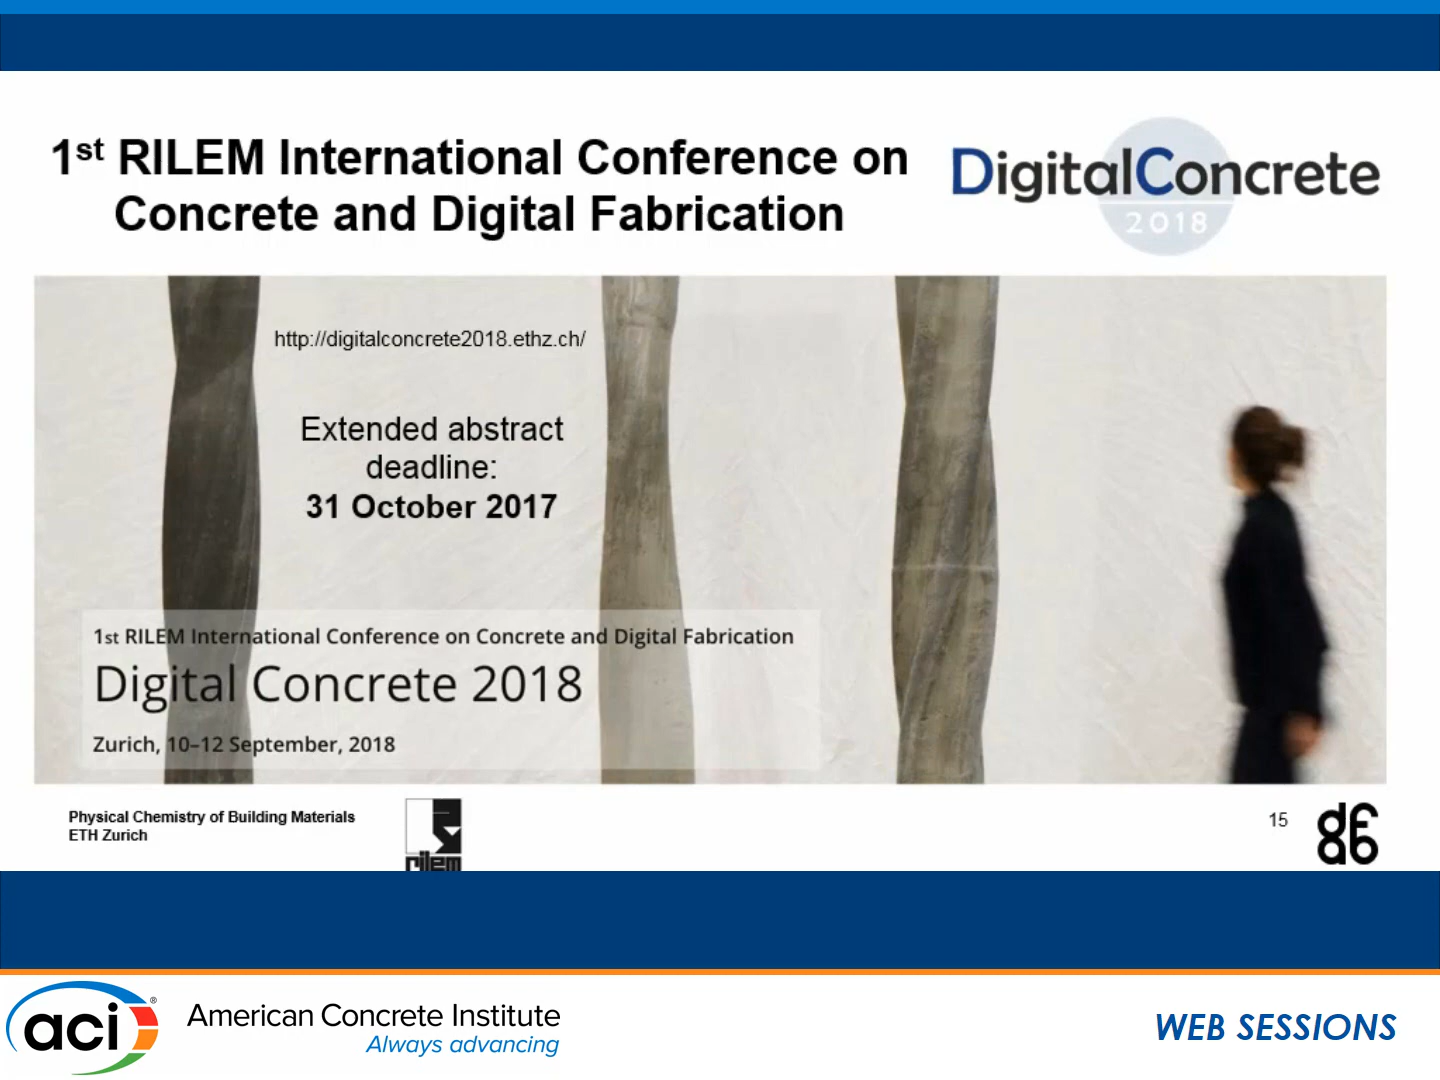 1st RILEM International Conference on
Concrete and Digital Fabrication
DigitalConcrete
2018
http://digitalconcrete2018.ethz.ch/
Extended abstract
deadline:
31 October 2017
1st RILEM International Conference on Concrete and Digital Fabrication
Digital Concrete 2018
Zurich, 10–12 September, 2018
Physical Chemistry of Building Materials
ETH Zurich
rilem
15
aci®
American Concrete Institute
Always advancing
WEB SESSIONS